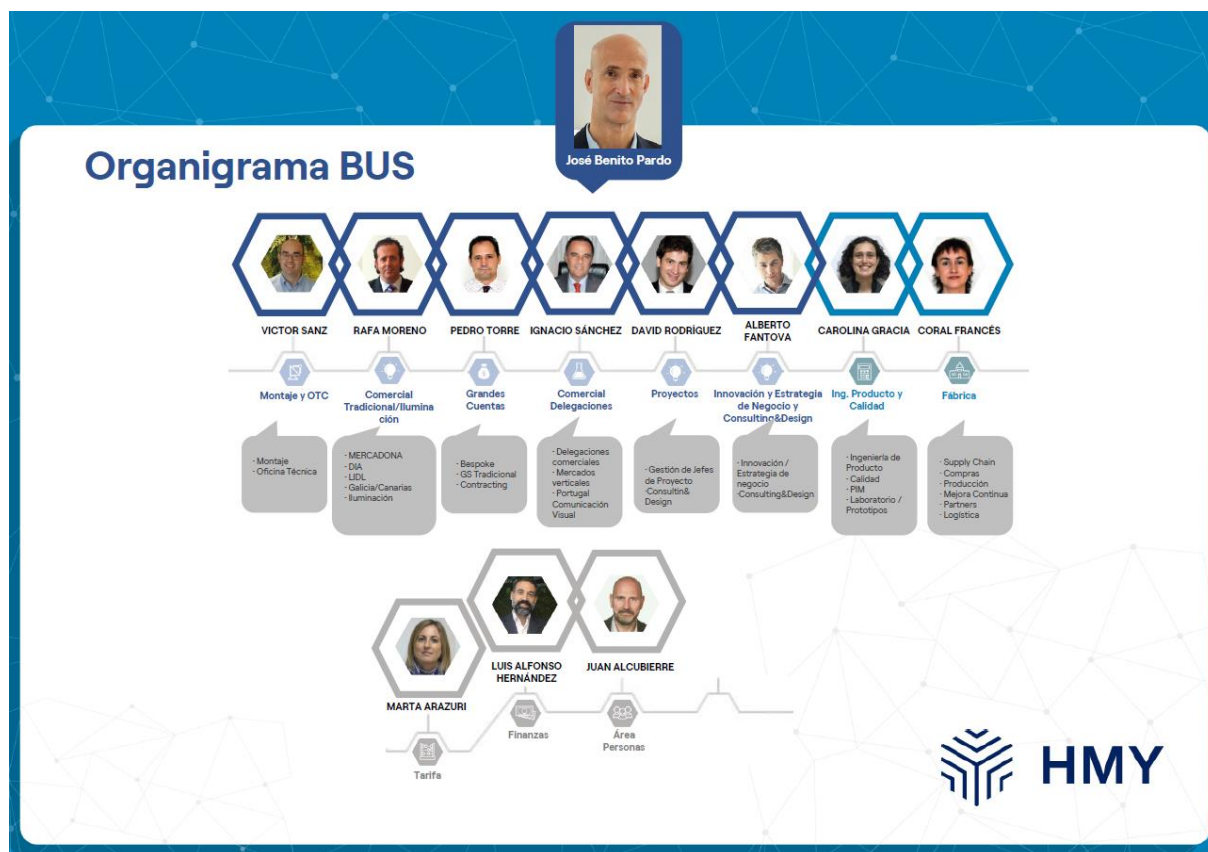 José Benito Pardo
Organigrama BUS
VICTOR SANZ
RAFA MORENO
PEDRO TORRE
IGNACIO SÁNCHEZ
DAVID RODRÍGUEZ
ALBERTO
FANTOVA
CAROLINA GRACIA
CORAL FRANCÉS
Montaje y OTC
Comercial
Tradicional/Ilumina
ción
Grandes
Cuentas
Comercial
Delegaciones
Proyectos
Innovación y Estrategia
de Negocio y
Consulting&Design
Ing. Producto y
Calidad
Fábrica
· Montaje
· Oficina Técnica
· MERCADONA
· DIA
· LIDL
· Galicia/Canarias
· Iluminación
· Bespoke
· GS Tradicional
· Contracting
· Delegaciones
comerciales
· Mercados
verticales
· Portugal
Comunicación
Visual
· Gestión de Jefes
de Proyecto
·Consultin&
Design
· Innovación /
Estrategia de
negocio
·Consulting&Design
· Ingeniería de
Producto
· Calidad
· PIM
· Laboratorio /
Prototipos
· Supply Chain
· Compras
· Producción
· Mejora Continua
· Partners
· Logística
MARTA ARAZURI
LUIS ALFONSO
HERNÁNDEZ
JUAN ALCUBIERRE
Tarifa
Finanzas
Área
Personas
HMY